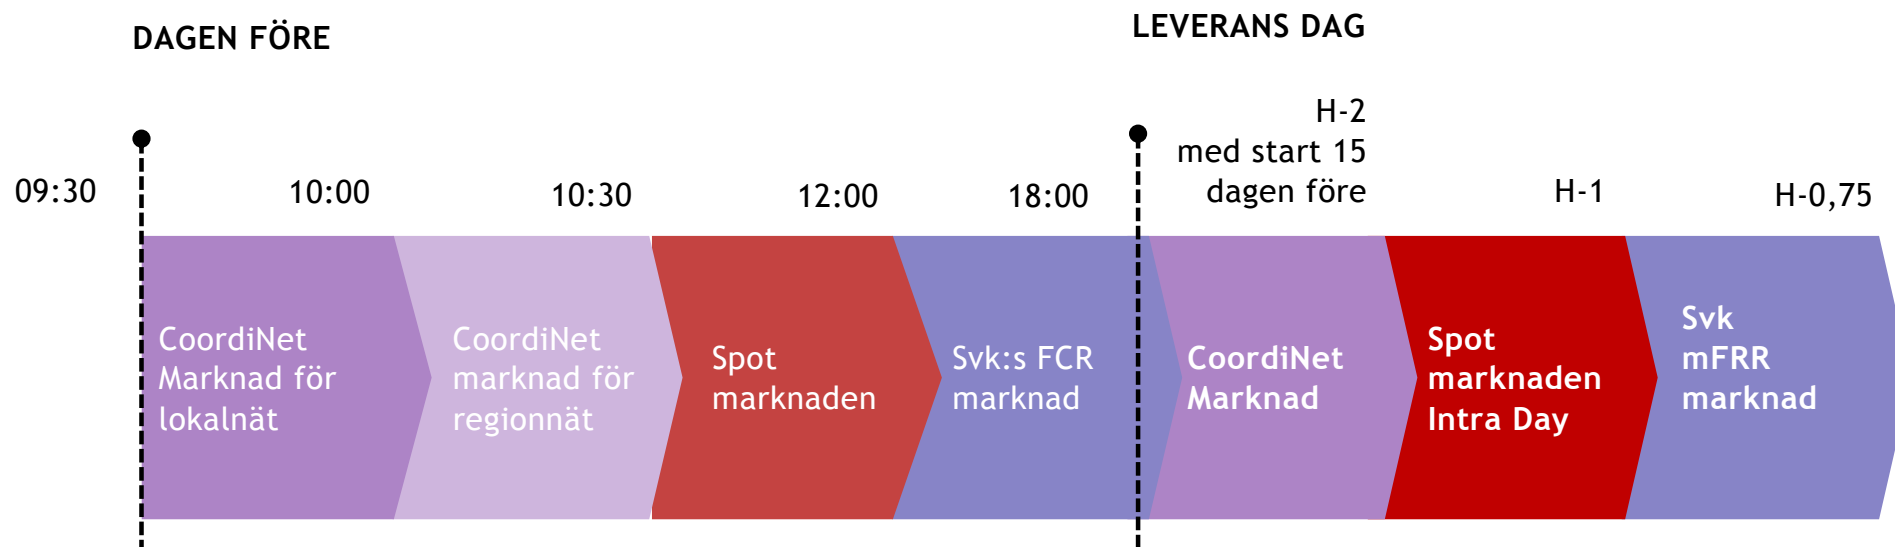 DAGEN FÖRE
LEVERANS DAG
09:30
10:00
10:30
12:00
18:00
H-2
med start 15
dagen före
H-1
H-0,75
CoordiNet
Marknad för
lokalnät
CoordiNet
marknad för
regionnät
Spot
marknaden
Svk:s FCR
marknad
CoordiNet
Marknad
Spot
marknaden
Intra Day
Svk
mFRR
marknad